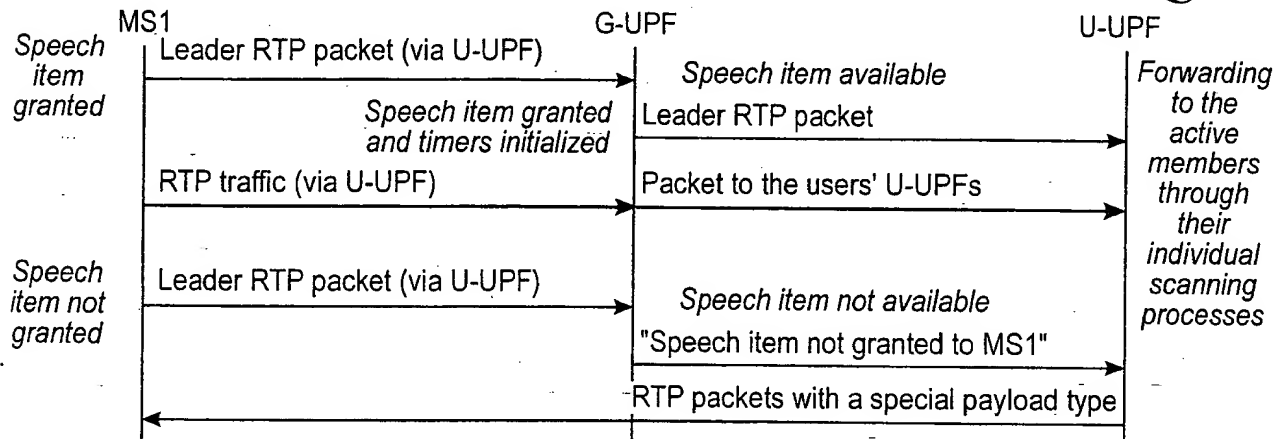 MS1
G-UPF
U-UPF
Speech
item
granted
Leader RTP packet (via U-UPF)
Speech item available
Speech item granted
and timers initialized
Leader RTP packet
RTP traffic (via U-UPF)
Packet to the users' U-UPFs
Forwarding
to the
active
members
through
their
individual
scanning
processes
Speech
item not
granted
Leader RTP packet (via U-UPF)
Speech item not available
"Speech item not granted to MS1"
RTP packets with a special payload type